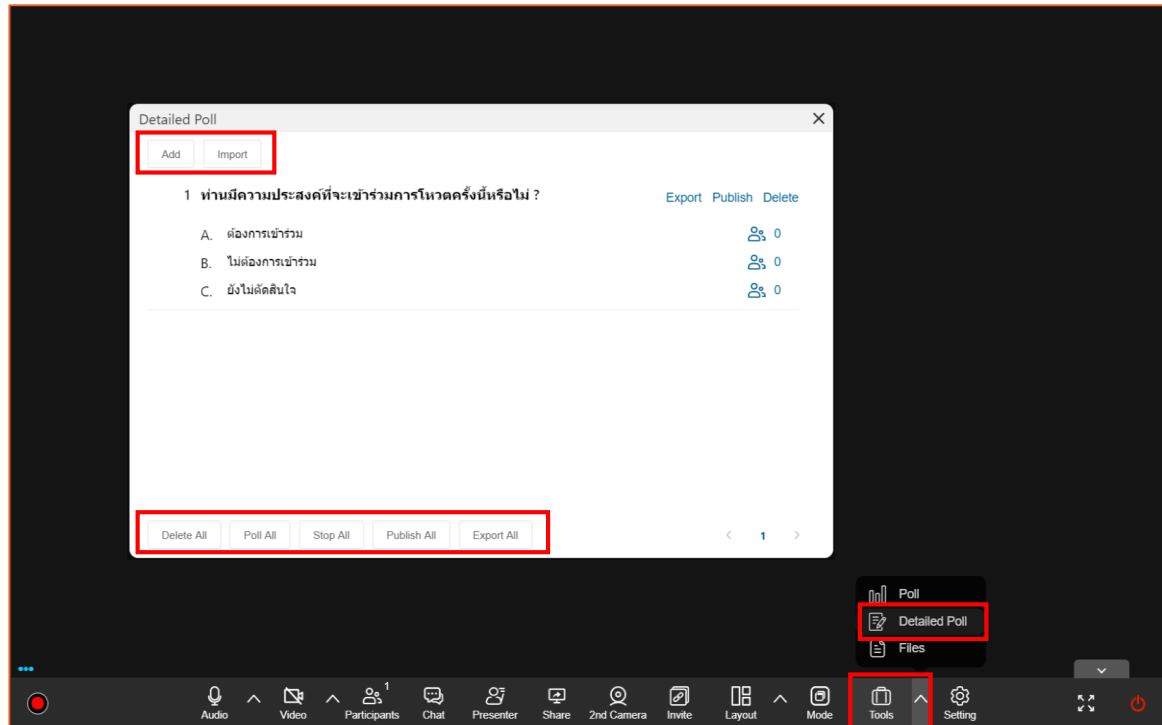 Detailed Poll
Add Import
1 ท่านมีความประสงค์ที่จะเข้าร่วมการโหวตครั้งนี้หรือไม่ ? Export Publish Delete
A. ต้องการเข้าร่วม 0
B. ไม่ต้องการเข้าร่วม 0
C. ยังไม่ตัดสินใจ 0
Delete All Poll All Stop All Publish All Export All < 1 >
Poll
Detailed Poll
Files
1
Audio Video Participants Chat Presenter Share 2nd Camera Invite Layout Mode Tools Setting